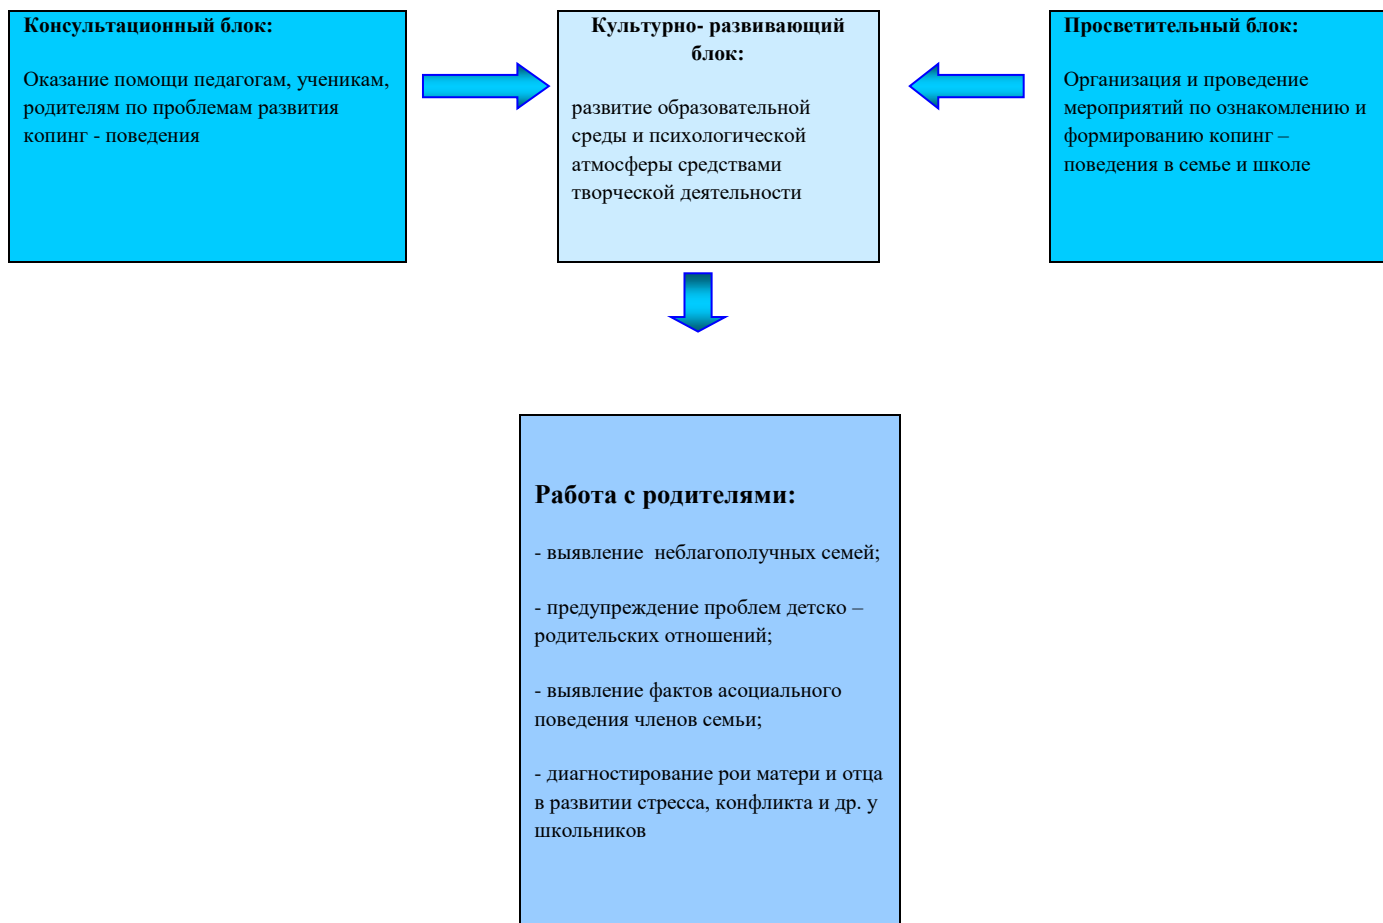 Консультационный блок:
Оказание помощи педагогам, ученикам,
родителям по проблемам развития
копинг - поведения
Культурно- развивающий
блок:
развитие образовательной
среды и психологической
атмосферы средствами
творческой деятельности
Просветительный блок:
Организация и проведение
мероприятий по ознакомлению и
формированию копинг –
поведения в семье и школе
Работа с родителями:
- выявление  неблагополучных семей;
- предупреждение проблем детско –
родительских отношений;
- выявление фактов асоциального
поведения членов семьи;
- диагностирование рои матери и отца
в развитии стресса, конфликта и др. у
школьников